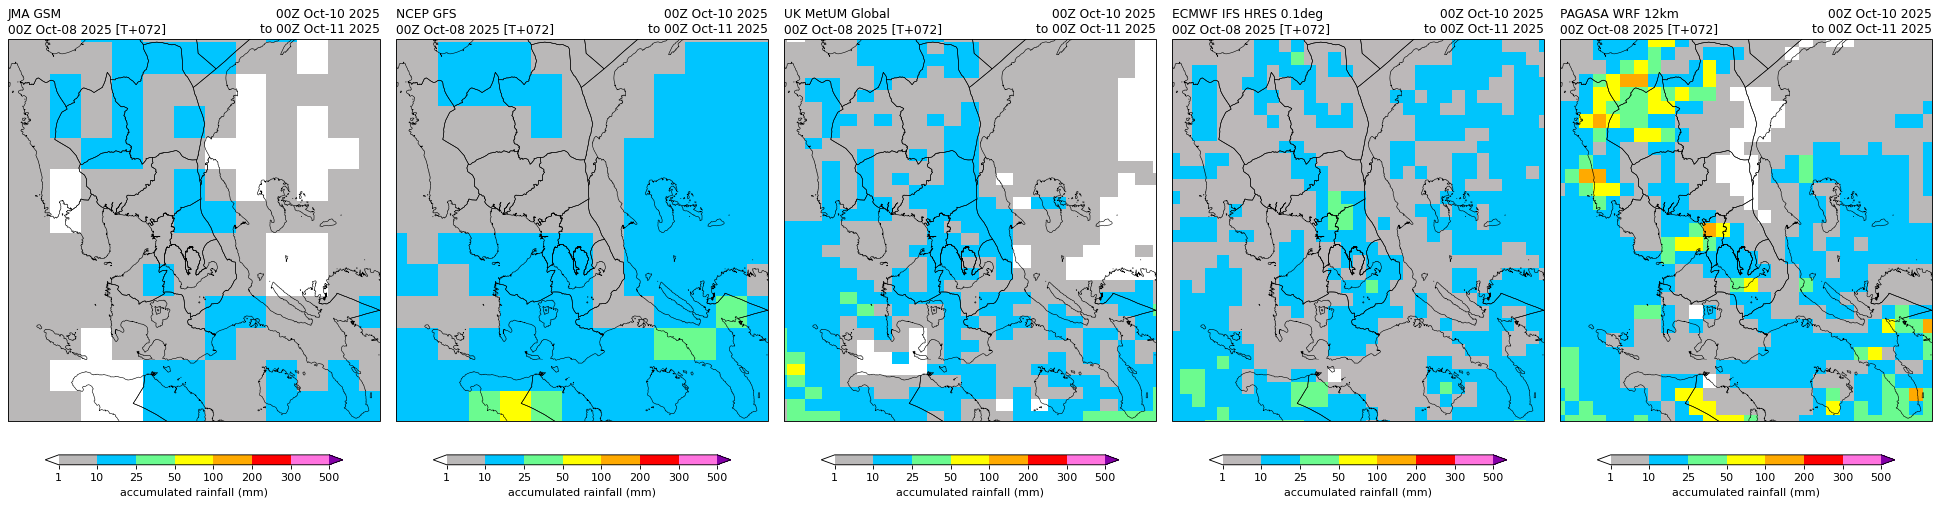 JMA GSM
00Z Oct-08 2025 [T+072]
00Z Oct-10 2025
to 00Z Oct-11 2025
NCEP GFS
00Z Oct-08 2025 [T+072]
00Z Oct-10 2025
to 00Z Oct-11 2025
UK MetUM Global
00Z Oct-08 2025 [T+072]
00Z Oct-10 2025
to 00Z Oct-11 2025
ECMWF IFS HRES 0.1deg
00Z Oct-08 2025 [T+072]
00Z Oct-10 2025
to 00Z Oct-11 2025
PAGASA WRF 12km
00Z Oct-08 2025 [T+072]
00Z Oct-10 2025
to 00Z Oct-11 2025
1 10 25 50 100 200 300 500
accumulated rainfall (mm)
1 10 25 50 100 200 300 500
accumulated rainfall (mm)
1 10 25 50 100 200 300 500
accumulated rainfall (mm)
1 10 25 50 100 200 300 500
accumulated rainfall (mm)
1 10 25 50 100 200 300 500
accumulated rainfall (mm)